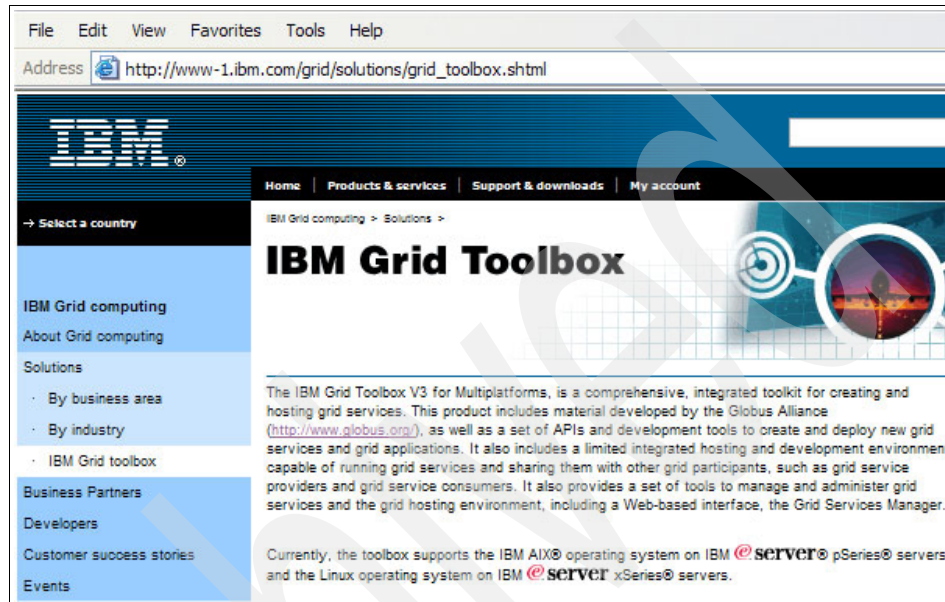 File Edit View Favorites Tools Help
Address http://www-1.ibm.com/grid/solutions/grid_toolbox.shtml
IBM®
Home | Products & services | Support & downloads | My account
→ Select a country
IBM Grid computing > Solutions >
IBM Grid Toolbox
IBM Grid computing
About Grid computing
Solutions
· By business area
· By industry
· IBM Grid toolbox
Business Partners
Developers
Customer success stories
Events
The IBM Grid Toolbox V3 for Multiplatforms, is a comprehensive, integrated toolkit for creating and
hosting grid services. This product includes material developed by the Globus Alliance
(http://www.globus.org/), as well as a set of APIs and development tools to create and deploy new grid
services and grid applications. It also includes a limited integrated hosting and development environmen
capable of running grid services and sharing them with other grid participants, such as grid service
providers and grid service consumers. It also provides a set of tools to manage and administer grid
services and the grid hosting environment, including a Web-based interface, the Grid Services Manager.
Currently, the toolbox supports the IBM AIX® operating system on IBM e server® pSeries® servers
and the Linux operating system on IBM e server xSeries® servers.